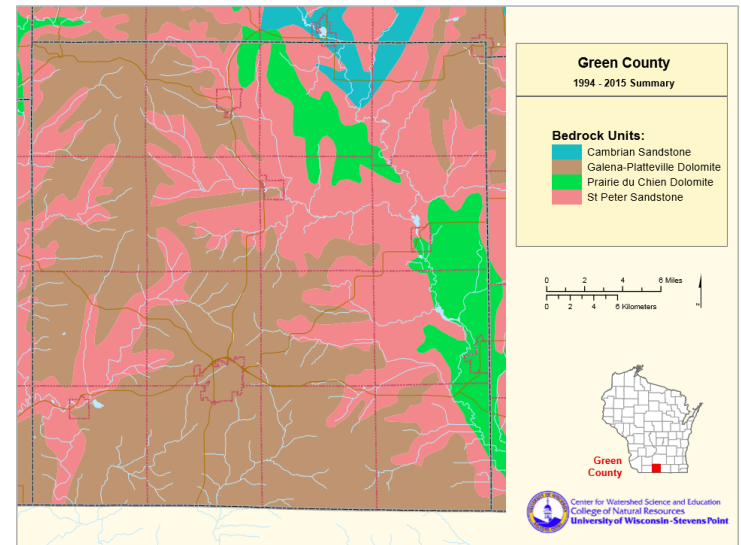 Green County
1994 - 2015 Summary
Bedrock Units:
Cambrian Sandstone
Galena-Platteville Dolomite
Prairie du Chien Dolomite
St Peter Sandstone
0 2 4 6 Miles
0 2 4 6 Kilometers
Green
County
Center for Watershed Science and Education
College of Natural Resources
University of Wisconsin - Stevens Point